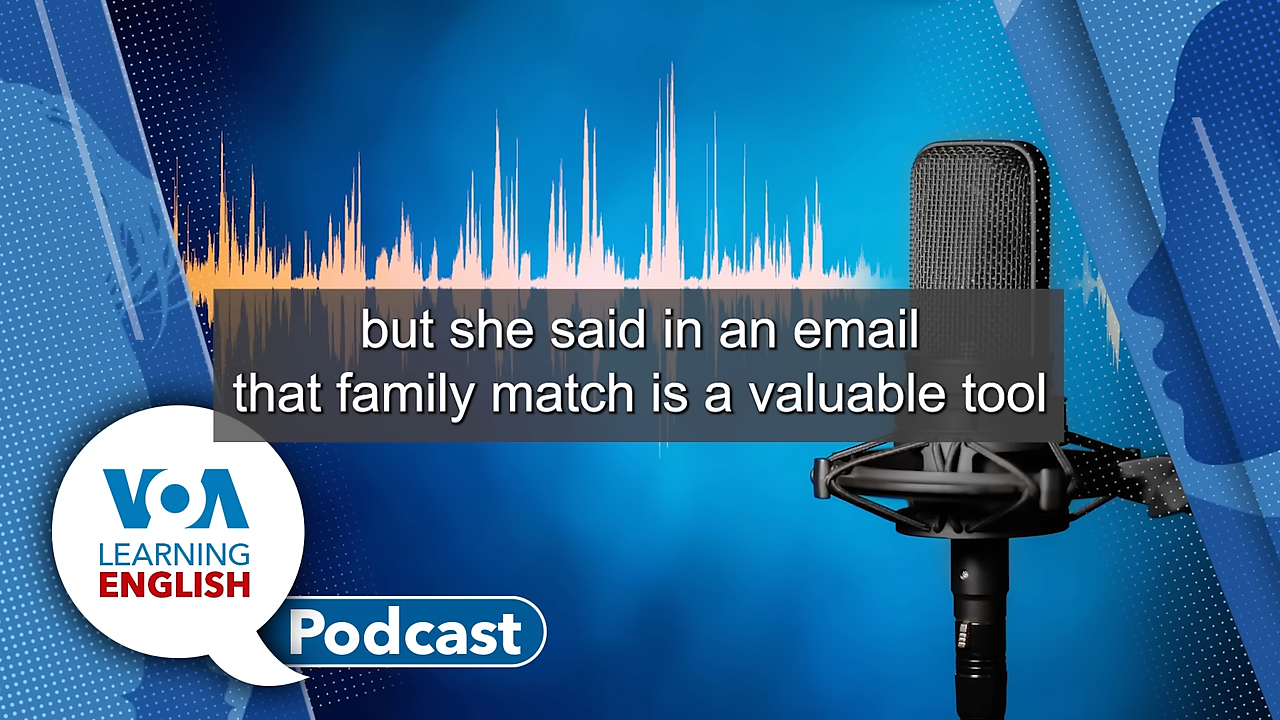 but she said in an email
that family match is a valuable tool
VOA
LEARNING
ENGLISH
Podcast